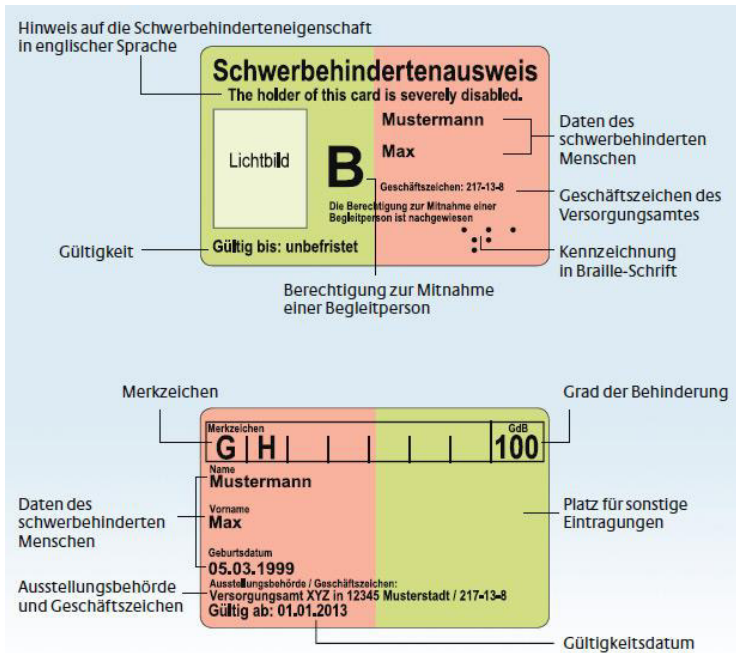 Hinweis auf die Schwerbehinderteneigenschaft
in englischer Sprache
Schwerbehindertenausweis
The holder of this card is severely disabled.
Lichtbild
B
Mustermann
Max
Geschäftszeichen: 217-13-8
Die Berechtigung zur Mitnahme einer
Begleitperson ist nachgewiesen
Gültig bis: unbefristet
Daten des
schwerbehinderten
Menschen
Geschäftszeichen des
Versorgungsamtes
Kennzeichnung
in Braille-Schrift
Gültigkeit
Berechtigung zur Mitnahme
einer Begleitperson
Merkzeichen
Grad der Behinderung
Merkzeichen
G H
GdB
100
Name
Mustermann
Vorname
Max
Geburtsdatum
05.03.1999
Ausstellungsbehörde / Geschäftszeichen:
Versorgungsamt XYZ in 12345 Musterstadt / 217-13-8
Gültig ab: 01.01.2013
Daten des
schwerbehinderten
Menschen
Ausstellungsbehörde
und Geschäftszeichen
Platz für sonstige
Eintragungen
Gültigkeitsdatum